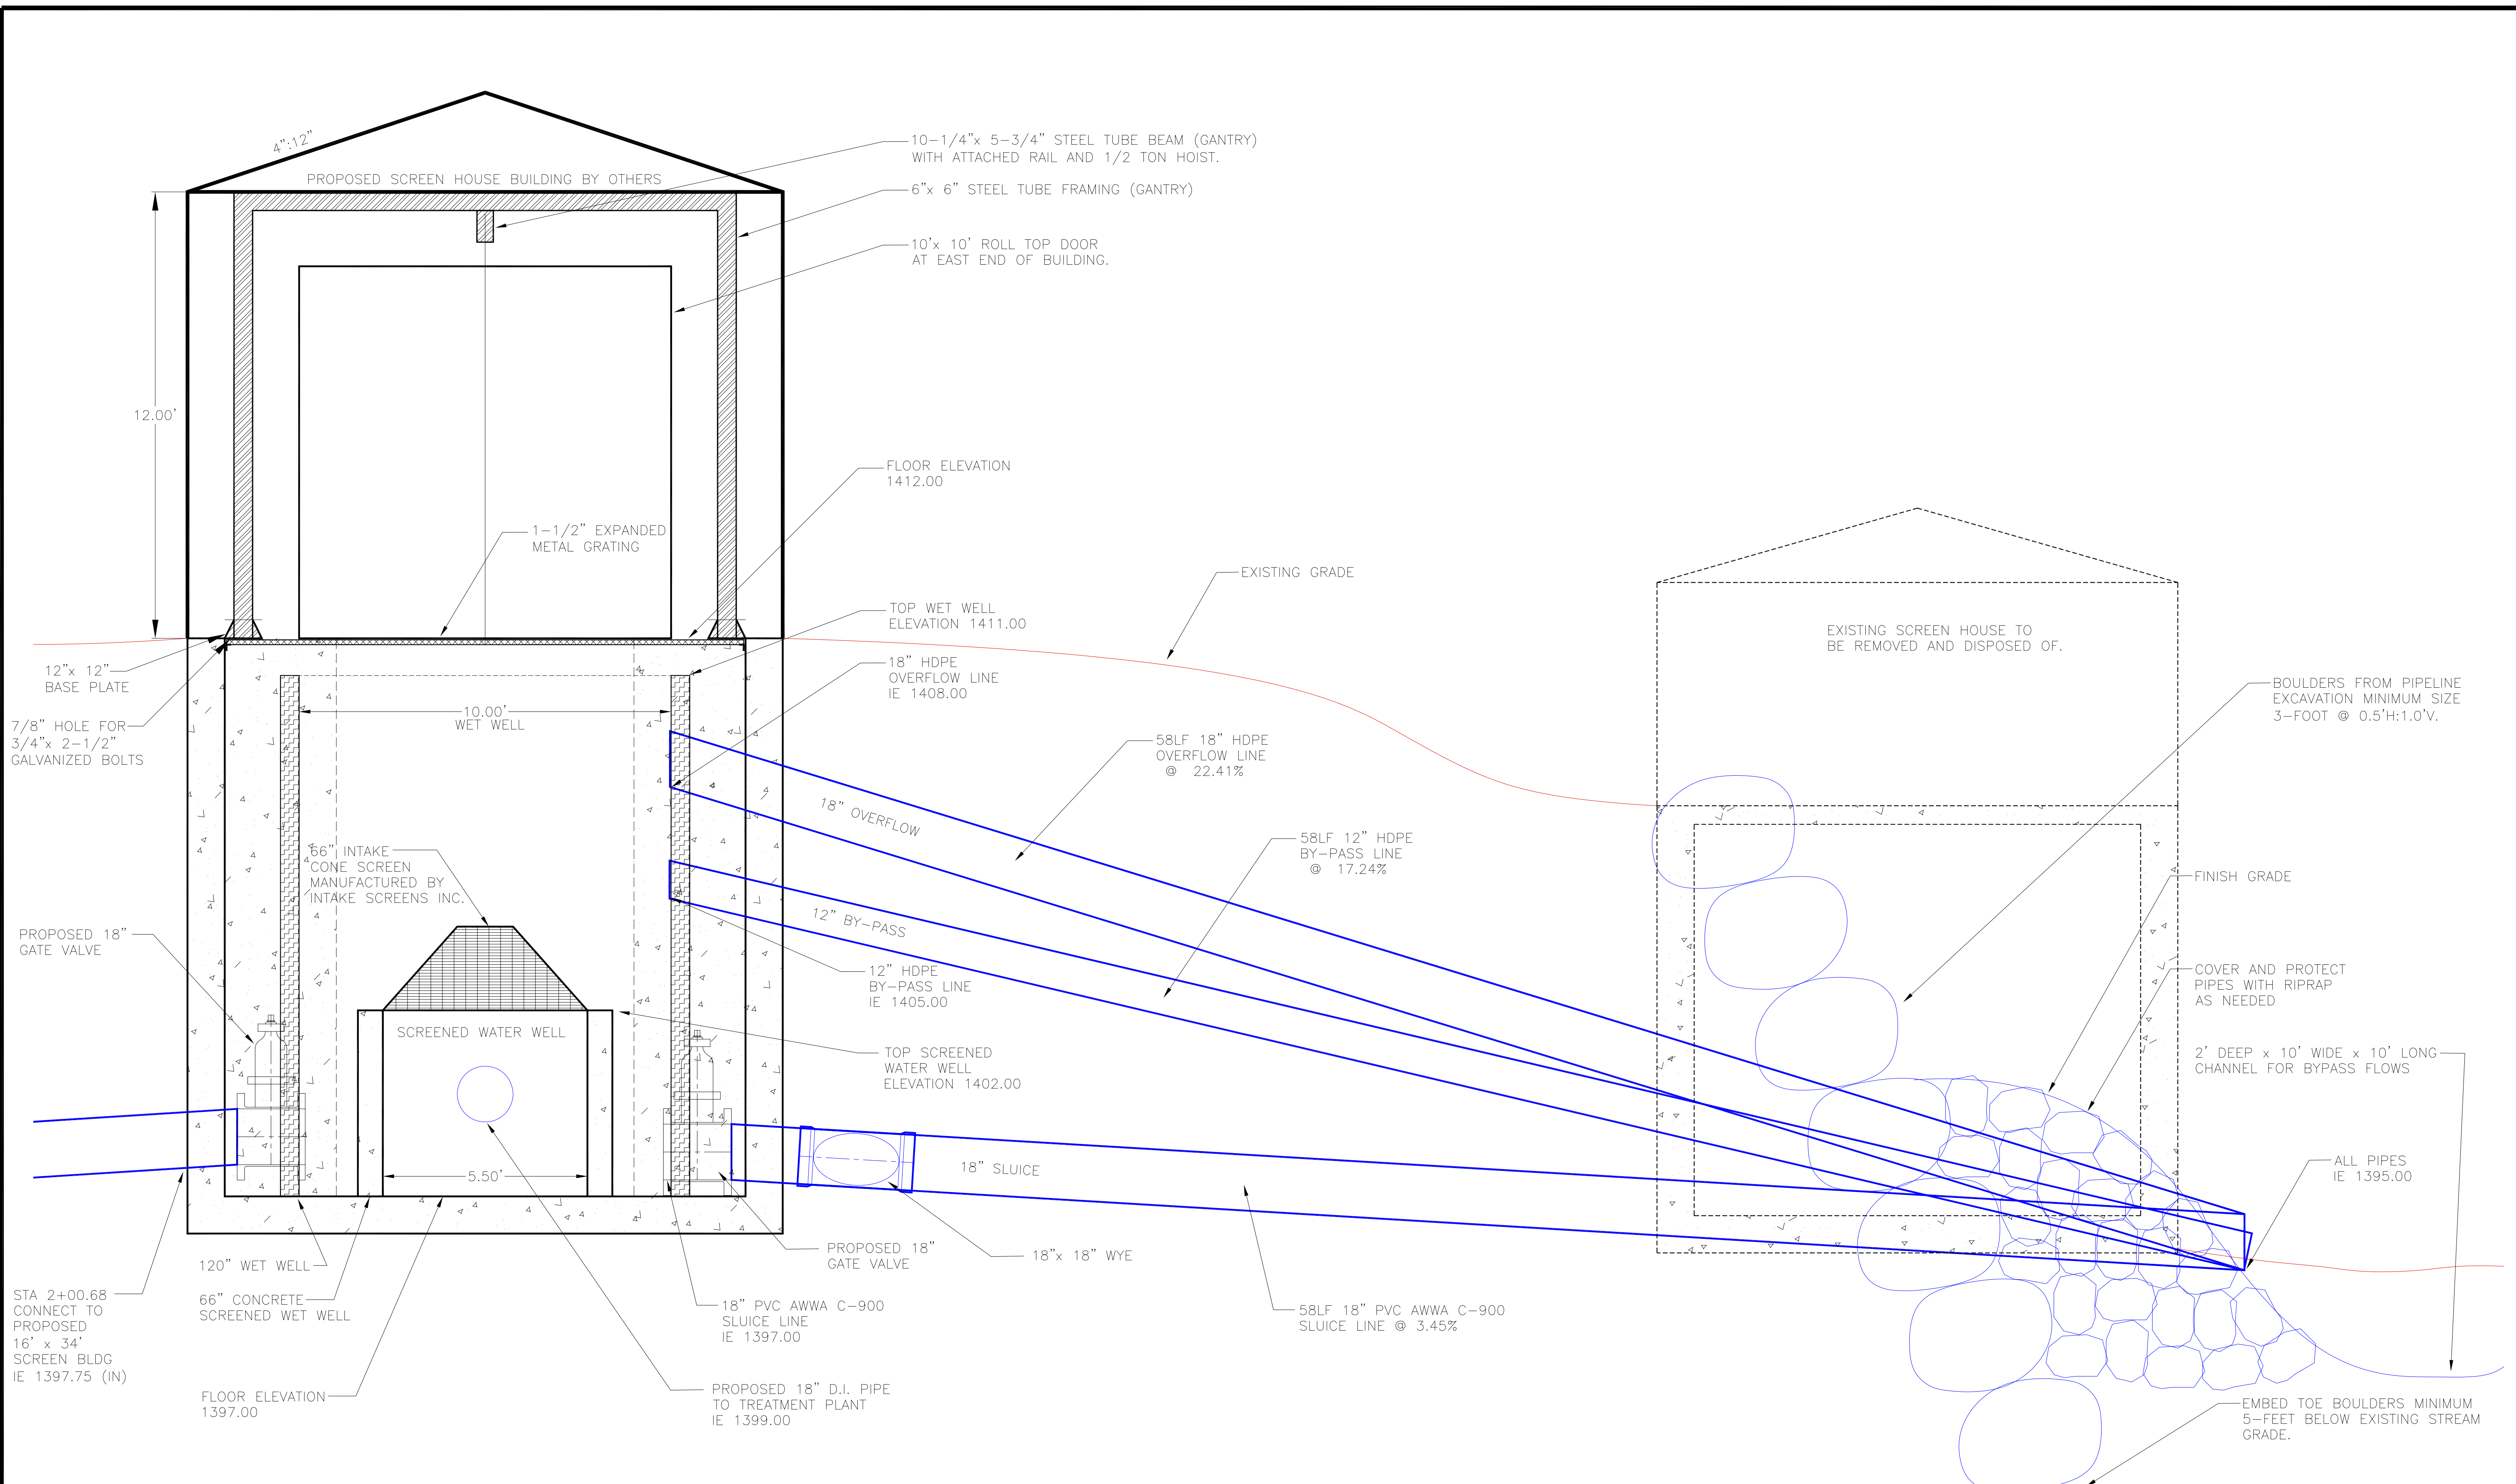 4":12"
PROPOSED SCREEN HOUSE BUILDING BY OTHERS
10-1/4"x 5-3/4" STEEL TUBE BEAM (GANTRY)
WITH ATTACHED RAIL AND 1/2 TON HOIST.
6"x 6" STEEL TUBE FRAMING (GANTRY)
10'x 10' ROLL TOP DOOR
AT EAST END OF BUILDING.
12.00'
FLOOR ELEVATION
1412.00
1-1/2" EXPANDED
METAL GRATING
EXISTING GRADE
TOP WET WELL
ELEVATION 1411.00
EXISTING SCREEN HOUSE TO
BE REMOVED AND DISPOSED OF.
12"x 12"
BASE PLATE
18" HDPE
OVERFLOW LINE
IE 1408.00
BOULDERS FROM PIPELINE
EXCAVATION MINIMUM SIZE
3-FOOT @ 0.5'H:1.0'V.
7/8" HOLE FOR
3/4"x 2-1/2"
GALVANIZED BOLTS
10.00'
WET WELL
58LF 18" HDPE
OVERFLOW LINE
@ 22.41%
18" OVERFLOW
58LF 12" HDPE
BY-PASS LINE
@ 17.24%
66" INTAKE
CONE SCREEN
MANUFACTURED BY
INTAKE SCREENS INC.
FINISH GRADE
12" BY-PASS
PROPOSED 18"
GATE VALVE
12" HDPE
BY-PASS LINE
IE 1405.00
COVER AND PROTECT
PIPES WITH RIPRAP
AS NEEDED
SCREENED WATER WELL
TOP SCREENED
WATER WELL
ELEVATION 1402.00
2' DEEP x 10' WIDE x 10' LONG
CHANNEL FOR BYPASS FLOWS
5.50'
18" SLUICE
ALL PIPES
IE 1395.00
120" WET WELL
PROPOSED 18"
GATE VALVE
18"x 18" WYE
STA 2+00.68
CONNECT TO
PROPOSED
16' x 34'
SCREEN BLDG
IE 1397.75 (IN)
66" CONCRETE
SCREENED WET WELL
18" PVC AWWA C-900
SLUICE LINE
IE 1397.00
58LF 18" PVC AWWA C-900
SLUICE LINE @ 3.45%
FLOOR ELEVATION
1397.00
PROPOSED 18" D.I. PIPE
TO TREATMENT PLANT
IE 1399.00
EMBED TOE BOULDERS MINIMUM
5-FEET BELOW EXISTING STREAM
GRADE.